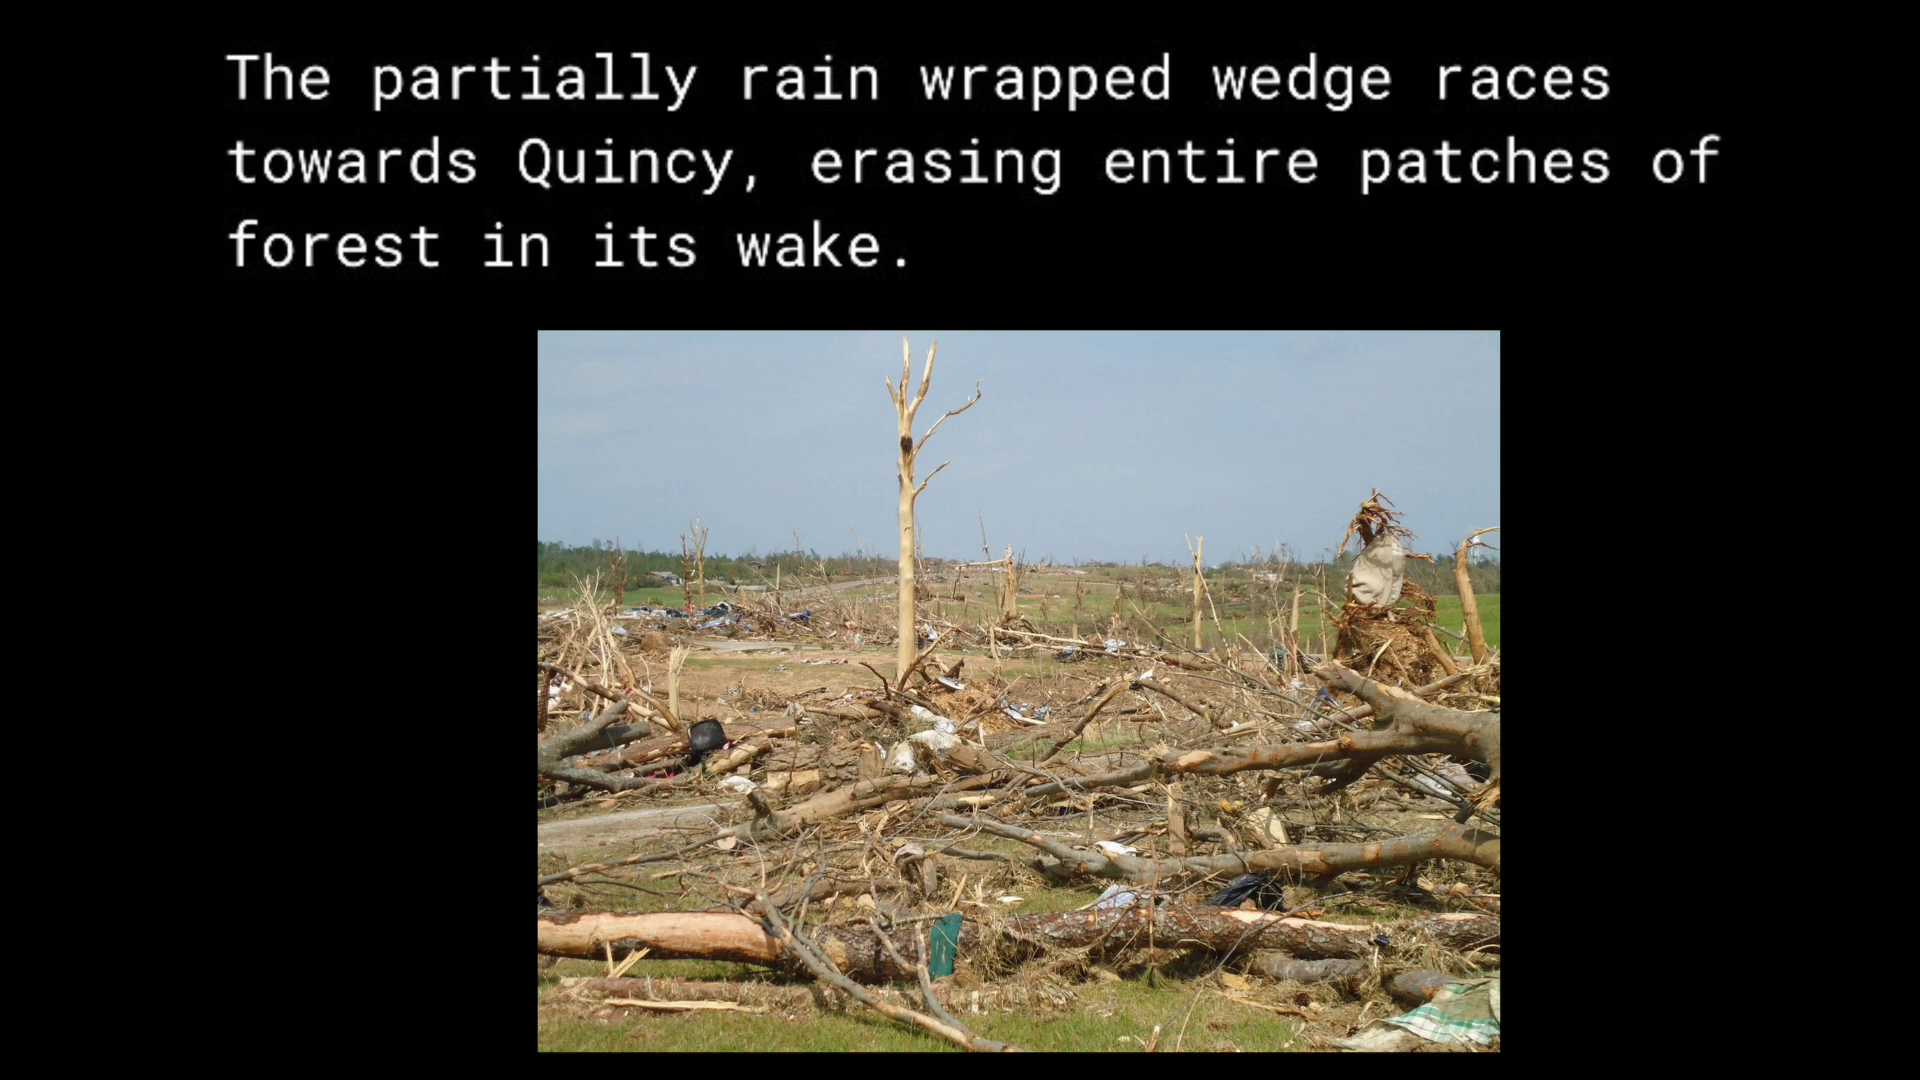 The partially rain wrapped wedge races
towards Quincy, erasing entire patches of
forest in its wake.